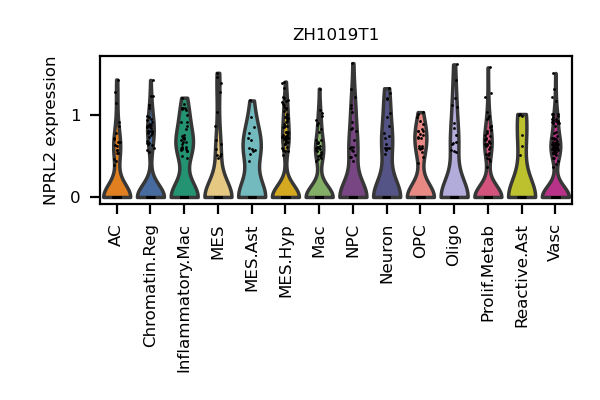 ZH1019T1
NPRL2 expression
1
0
AC
Chromatin.Reg
Inflammatory.Mac
MES
MES.Ast
MES.Hyp
Mac
NPC
Neuron
OPC
Oligo
Prolif.Metab
Reactive.Ast
Vasc